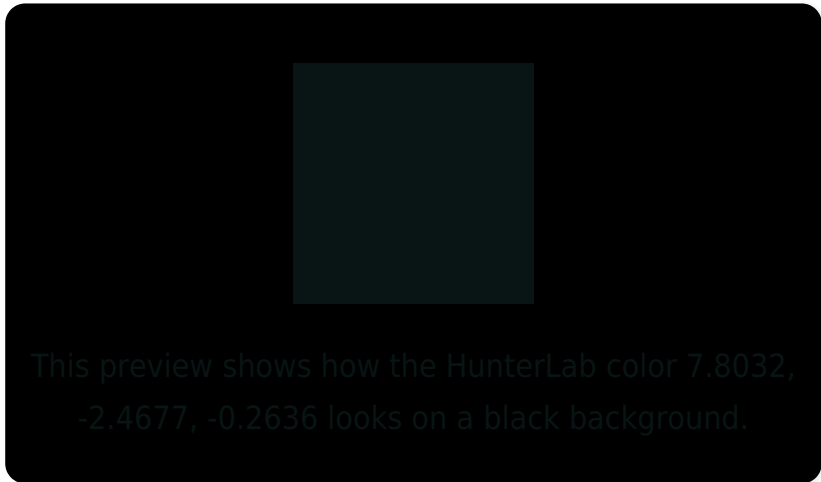 This preview shows how the HunterLab color 7.8032,
-2.4677, -0.2636 looks on a black background.